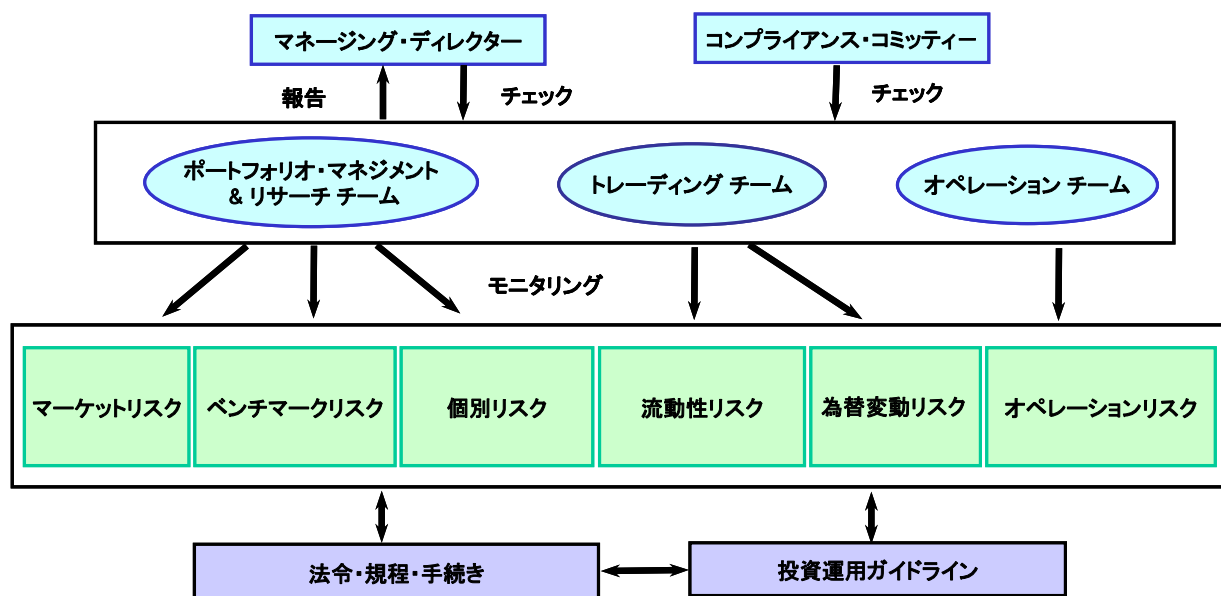 マネージング・ディレクター
コンプライアンス・コミッティー
報告
チェック
チェック
ポートフォリオ・マネジメント
& リサーチ チーム
トレーディング チーム
オペレーション チーム
モニタリング
マーケットリスク
ベンチマークリスク
個別リスク
流動性リスク
為替変動リスク
オペレーションリスク
法令・規程・手続き
投資運用ガイドライン